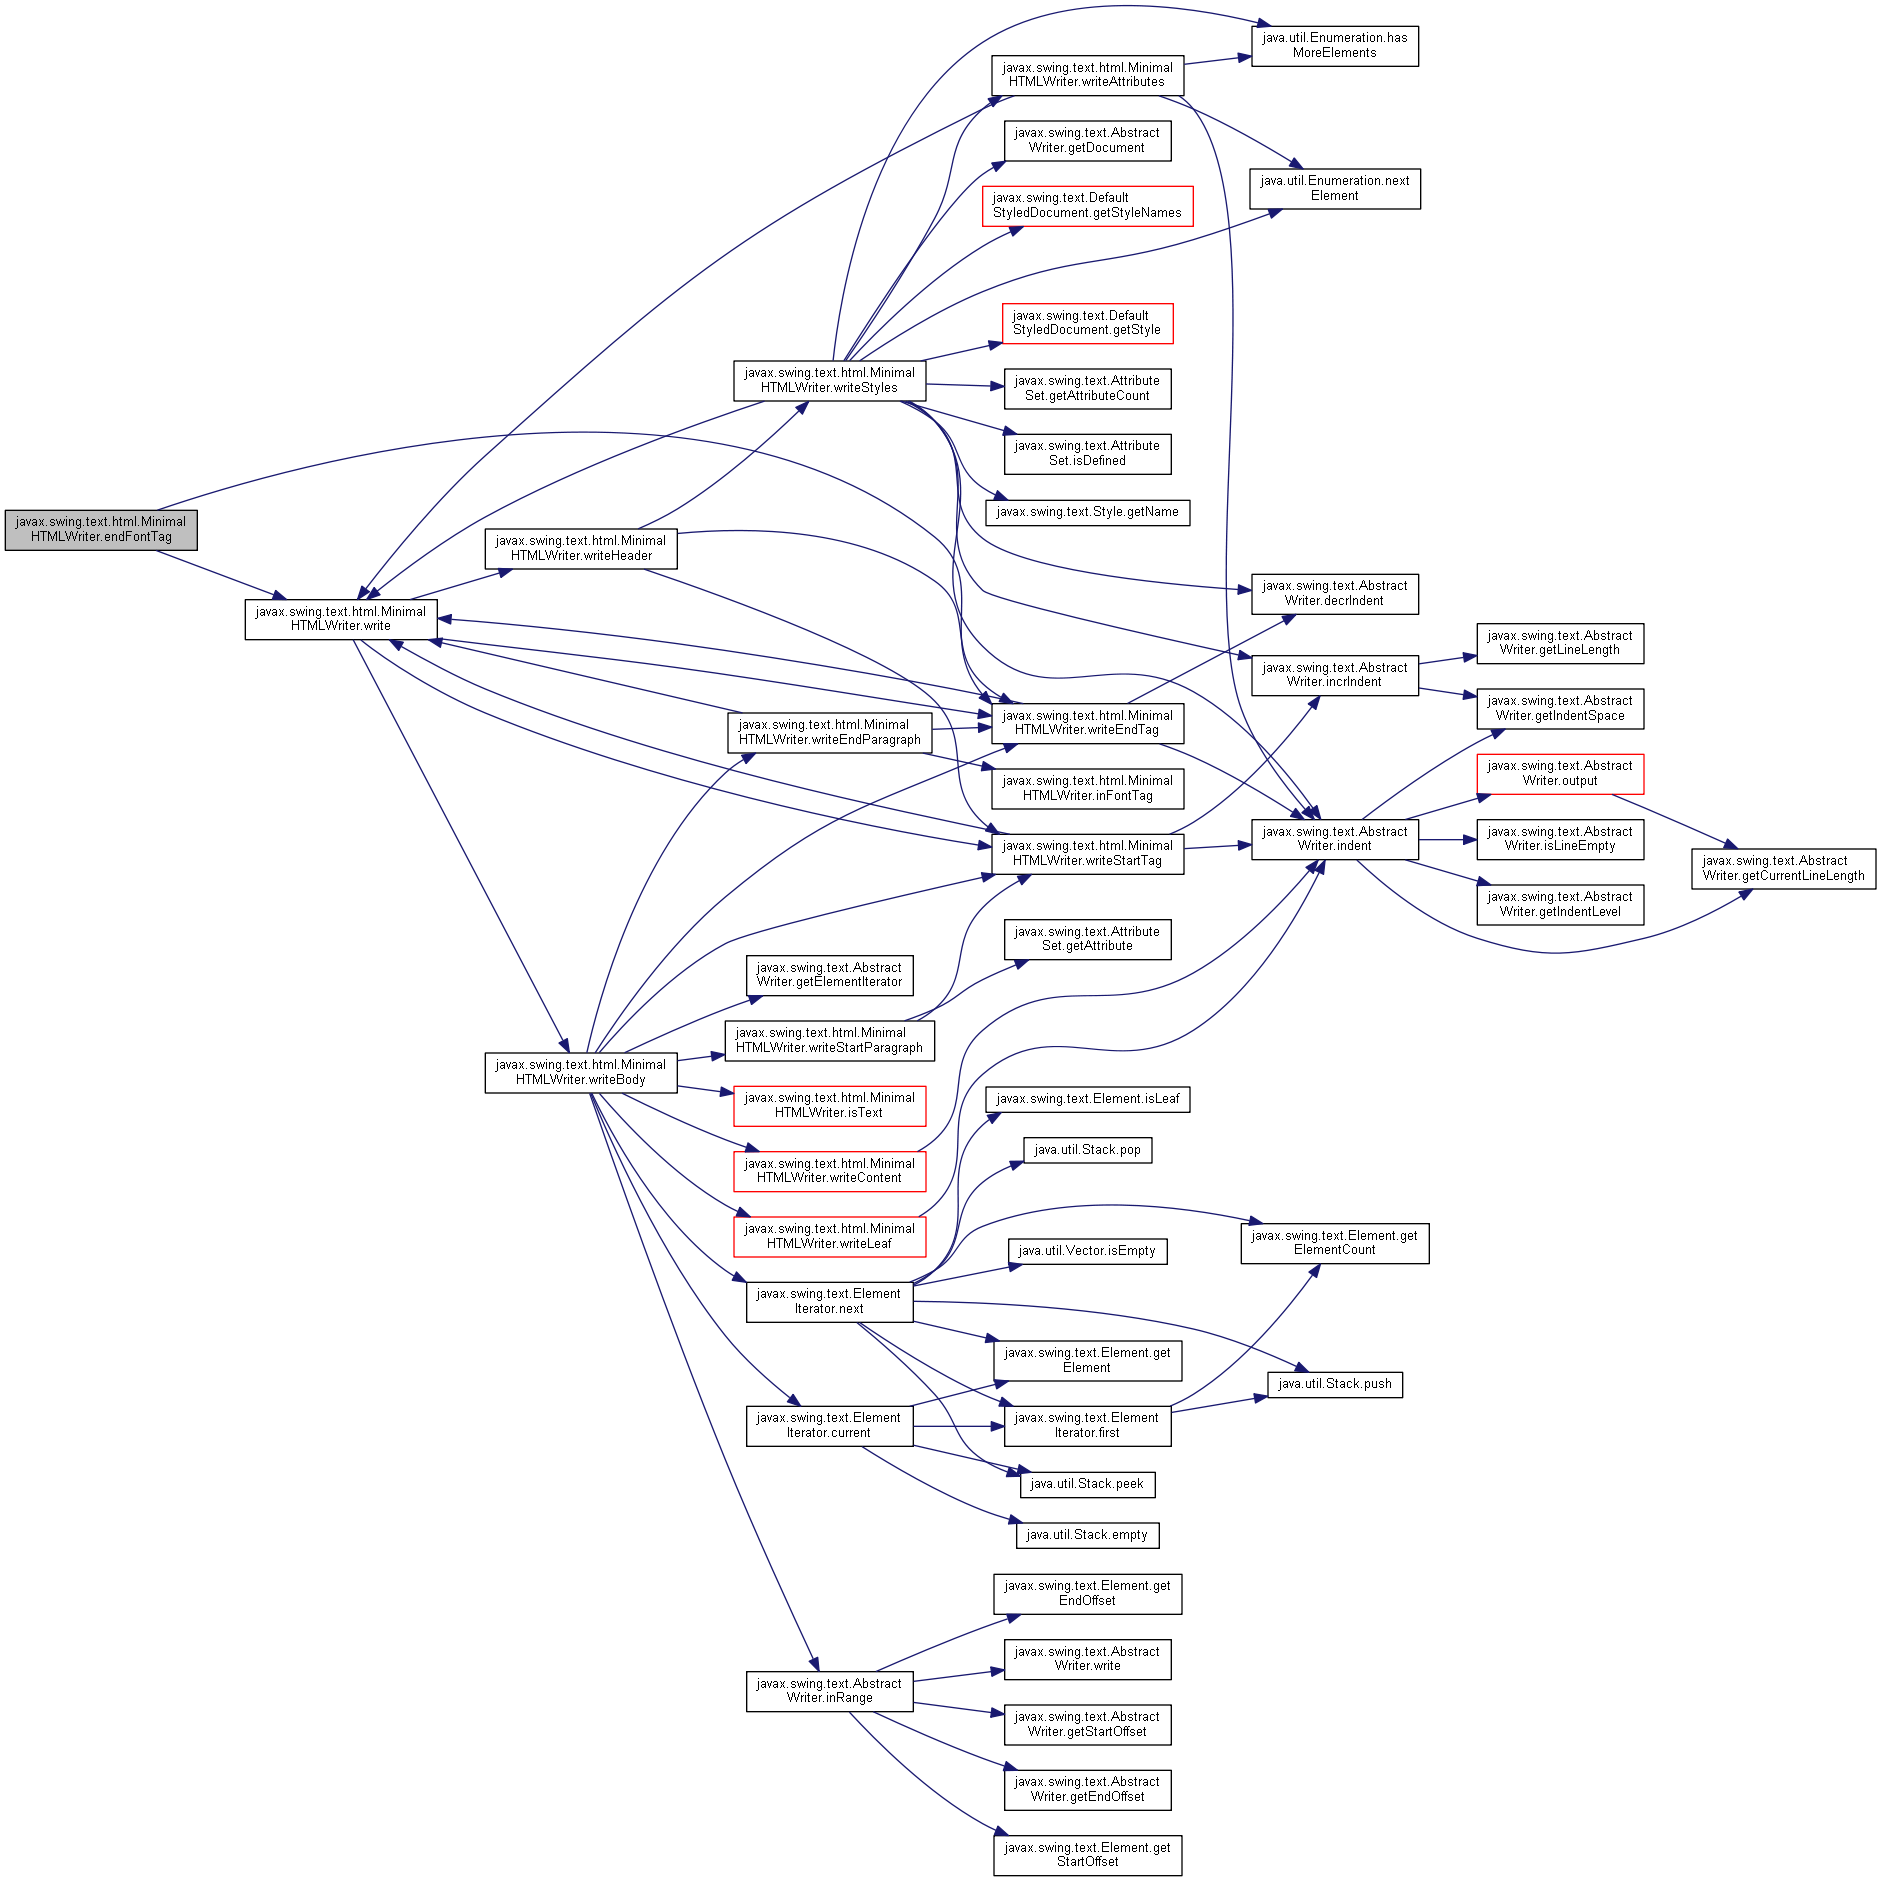 java.util.Enumeration.has
MoreElements
javax.swing.text.html.Minimal
HTMLWriter.writeAttributes
javax.swing.text.Abstract
Writer.getDocument
java.util.Enumeration.next
Element
javax.swing.text.Default
StyledDocument.getStyleNames
javax.swing.text.Default
StyledDocument.getStyle
javax.swing.text.html.Minimal
HTMLWriter.writeStyles
javax.swing.text.Attribute
Set.getAttributeCount
javax.swing.text.Attribute
Set.isDefined
javax.swing.text.Style.getName
javax.swing.text.html.Minimal
HTMLWriter.endFontTag
javax.swing.text.html.Minimal
HTMLWriter.writeHeader
javax.swing.text.Abstract
Writer.decrIndent
javax.swing.text.html.Minimal
HTMLWriter.write
javax.swing.text.Abstract
Writer.getLineLength
javax.swing.text.Abstract
Writer.incrIndent
javax.swing.text.Abstract
Writer.getIndentSpace
javax.swing.text.html.Minimal
HTMLWriter.writeEndParagraph
javax.swing.text.html.Minimal
HTMLWriter.writeEndTag
javax.swing.text.html.Minimal
HTMLWriter.inFontTag
javax.swing.text.Abstract
Writer.output
javax.swing.text.html.Minimal
HTMLWriter.writeStartTag
javax.swing.text.Abstract
Writer.indent
javax.swing.text.Abstract
Writer.isLineEmpty
javax.swing.text.Abstract
Writer.getCurrentLineLength
javax.swing.text.Abstract
Writer.getIndentLevel
javax.swing.text.Attribute
Set.getAttribute
javax.swing.text.Abstract
Writer.getElementIterator
javax.swing.text.html.Minimal
HTMLWriter.writeStartParagraph
javax.swing.text.html.Minimal
HTMLWriter.writeBody
javax.swing.text.html.Minimal
HTMLWriter.isText
javax.swing.text.Element.isLeaf
java.util.Stack.pop
javax.swing.text.html.Minimal
HTMLWriter.writeContent
javax.swing.text.html.Minimal
HTMLWriter.writeLeaf
java.util.Vector.isEmpty
javax.swing.text.Element.get
ElementCount
javax.swing.text.Element
Iterator.next
javax.swing.text.Element.get
Element
java.util.Stack.push
javax.swing.text.Element
Iterator.current
javax.swing.text.Element
Iterator.first
java.util.Stack.peek
java.util.Stack.empty
javax.swing.text.Element.get
EndOffset
javax.swing.text.Abstract
Writer.write
javax.swing.text.Abstract
Writer.inRange
javax.swing.text.Abstract
Writer.getStartOffset
javax.swing.text.Abstract
Writer.getEndOffset
javax.swing.text.Element.get
StartOffset